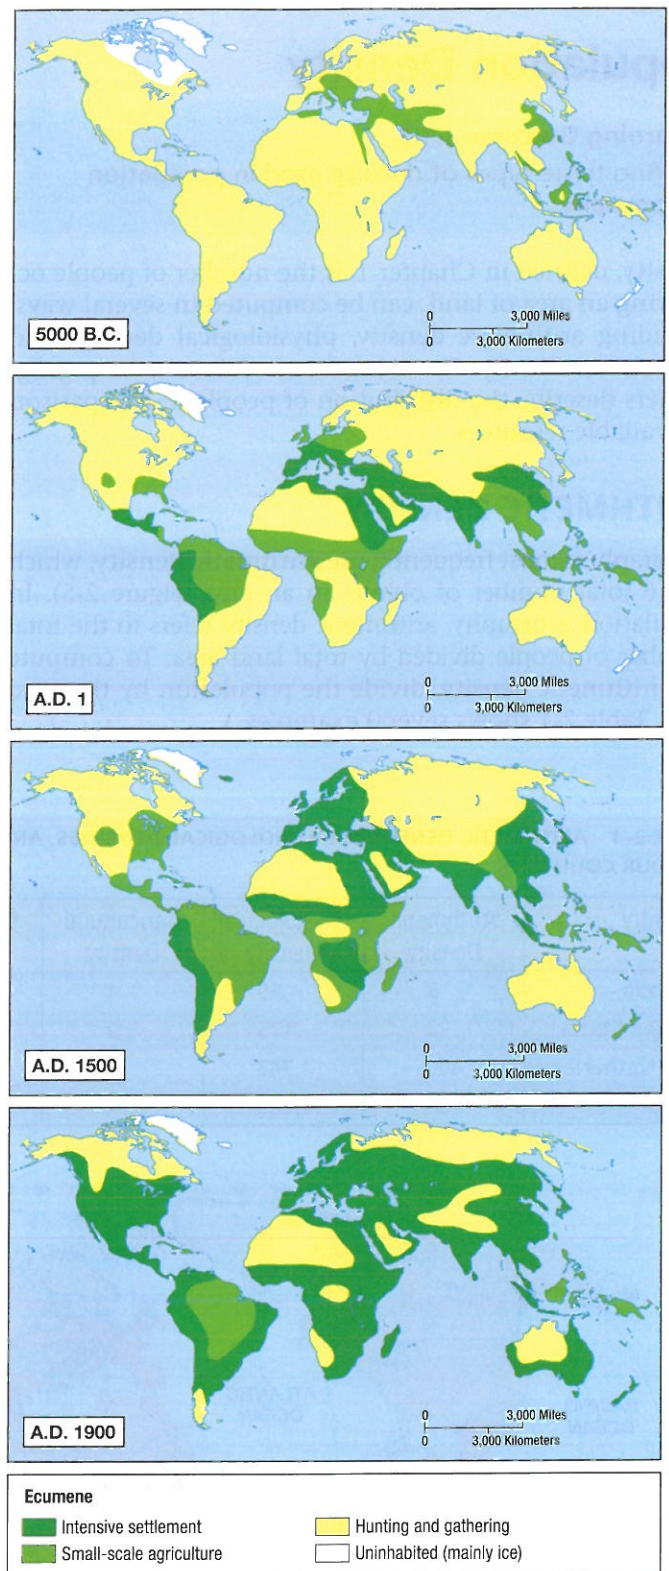 0 3,000 Miles
0 3,000 Kilometers
5000 B.C.
0 3,000 Miles
0 3,000 Kilometers
A.D. 1
0 3,000 Miles
0 3,000 Kilometers
A.D. 1500
0 3,000 Miles
0 3,000 Kilometers
A.D. 1900
Ecumene
Intensive settlement
Hunting and gathering
Small-scale agriculture
Uninhabited (mainly ice)